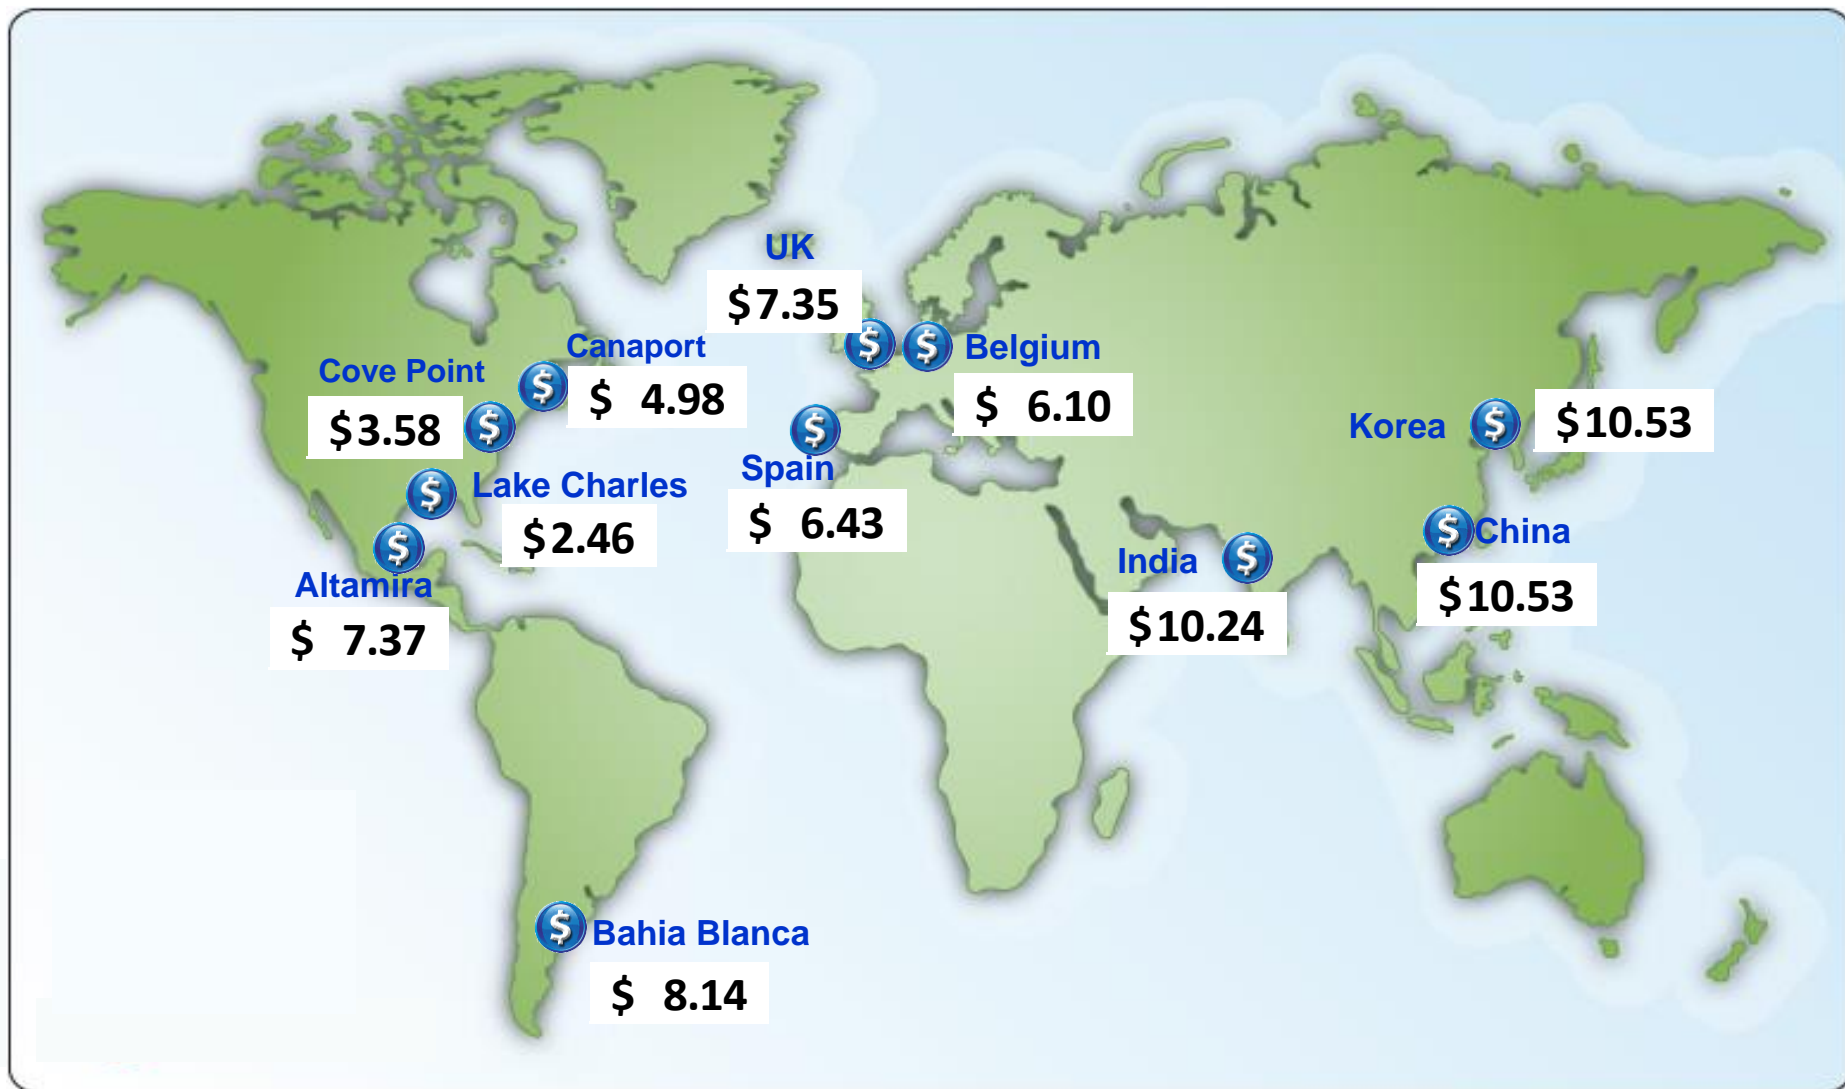 UK
$7.35
Canaport
$ 4.98
Cove Point
$3.58
Belgium
$ 6.10
Korea
$10.53
Spain
$ 6.43
Lake Charles
$2.46
China
$10.53
India
$10.24
Altamira
$ 7.37
Bahia Blanca
$ 8.14